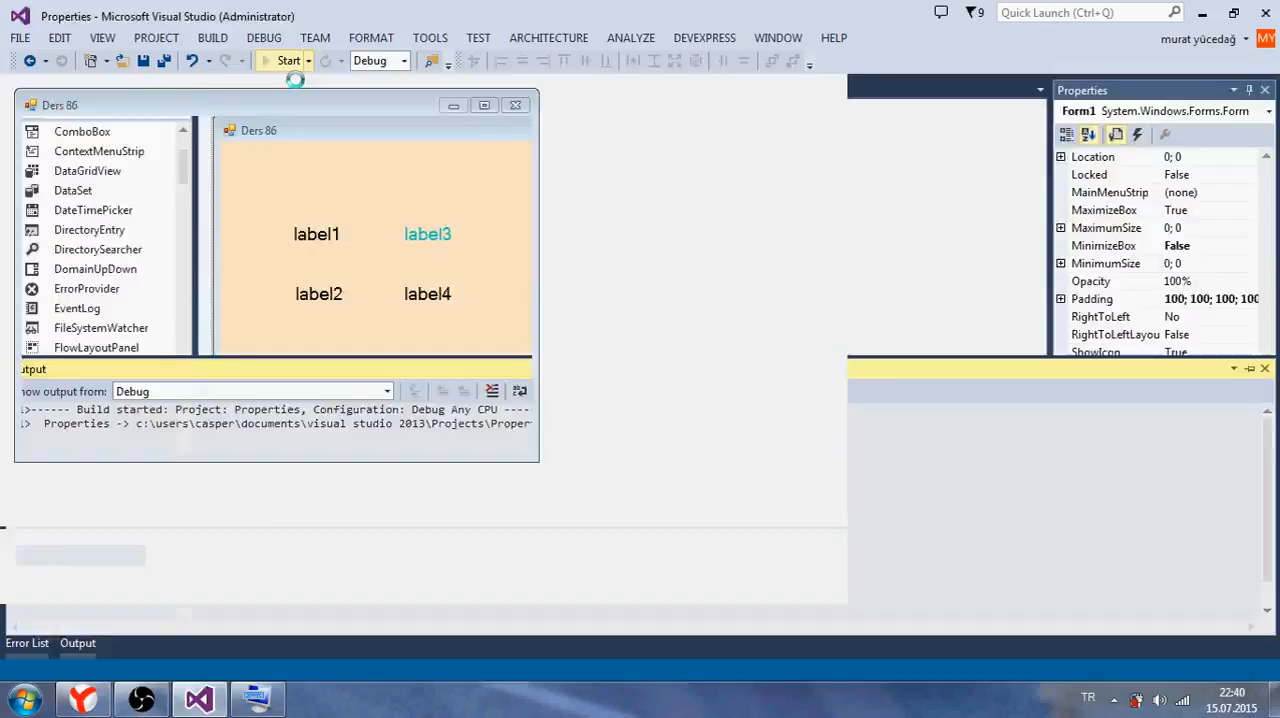 Properties - Microsoft Visual Studio (Administrator)
9
Quick Launch (Ctrl+Q)
FILE EDIT VIEW PROJECT BUILD DEBUG TEAM FORMAT TOOLS TEST ARCHITECTURE ANALYZE DEVEXPRESS WINDOW HELP
murat yücedağ MY
Start Debug
Ders 86
ComboBox
ContextMenuStrip
DataGridView
DataSet
DateTimePicker
DirectoryEntry
DirectorySearcher
DomainUpDown
ErrorProvider
EventLog
FileSystemWatcher
FlowLayoutPanel
Ders 86
label1 label3
label2 label4
Properties
Form1 System.Windows.Forms.Form
Location 0; 0
Locked False
MainMenuStrip (none)
MaximizeBox True
MaximumSize 0; 0
MinimizeBox False
MinimumSize 0; 0
Opacity 100%
Padding 100; 100; 100; 100
RightToLeft No
RightToLeftLayou False
ShowIcon True
utput
now output from: Debug
>------ Build started: Project: Properties, Configuration: Debug Any CPU -----
> Properties -> c:\users\casper\documents\visual studio 2013\Projects\Proper
Error List Output
TR
22:40
15.07.2015